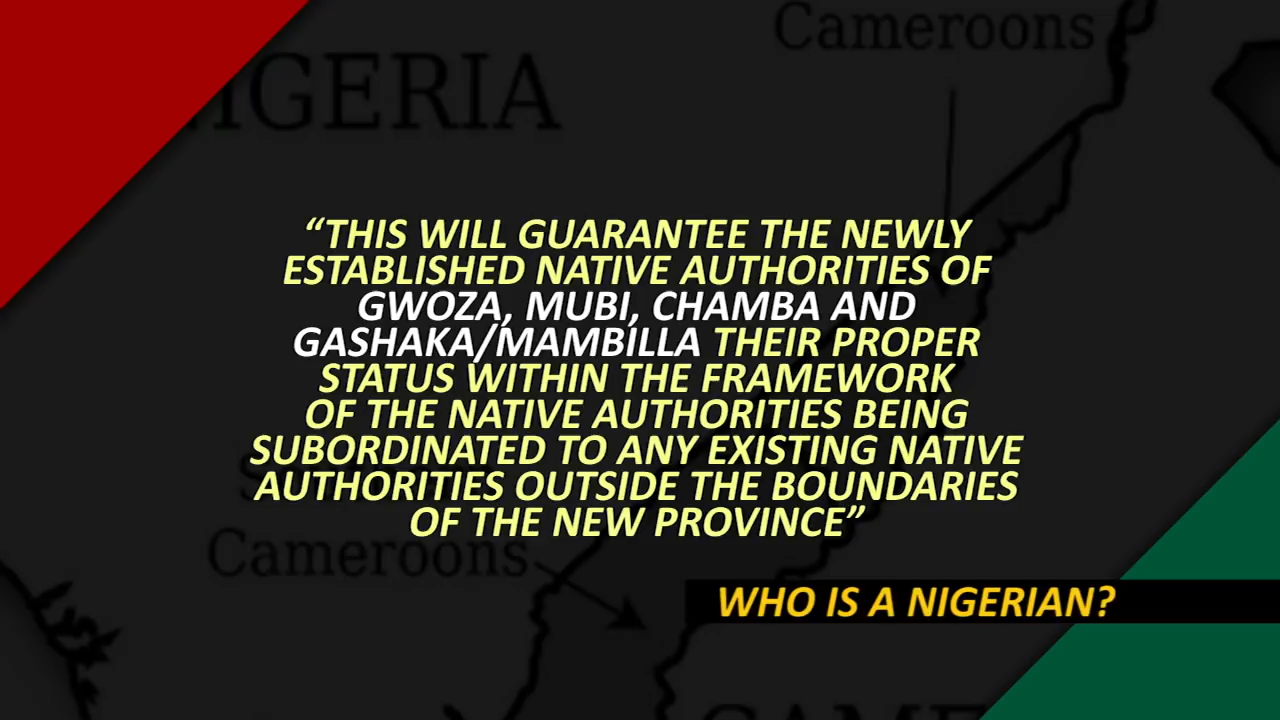 Cameroons
NIGERIA
“THIS WILL GUARANTEE THE NEWLY
ESTABLISHED NATIVE AUTHORITIES OF
GWOZA, MUBI, CHAMBA AND
GASHAKA/MAMBILLA THEIR PROPER
STATUS WITHIN THE FRAMEWORK
OF THE NATIVE AUTHORITIES BEING
SUBORDINATED TO ANY EXISTING NATIVE
AUTHORITIES OUTSIDE THE BOUNDARIES
OF THE NEW PROVINCE”
Cameroons
WHO IS A NIGERIAN?